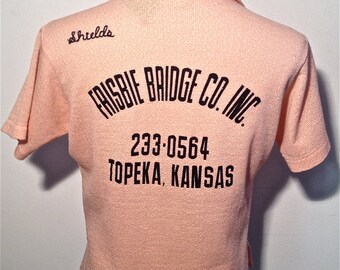 Shields
FRISBIE BRIDGE CO. INC.
233-0564
TOPEKA, KANSAS